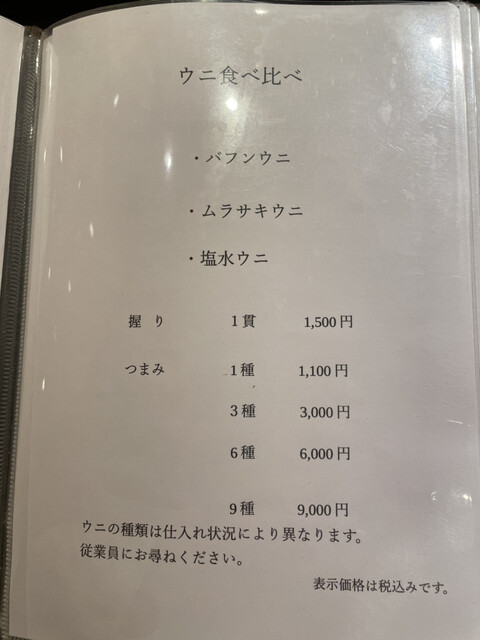 ウニ食べ比べ
・バフンウニ
・ムラサキウニ
・塩水ウニ
握り 1貫 1,500円
つまみ 1種 1,100円
3種 3,000円
6種 6,000円
9種 9,000円
ウニの種類は仕入れ状況により異なります。
従業員にお尋ねください。
表示価格は税込みです。